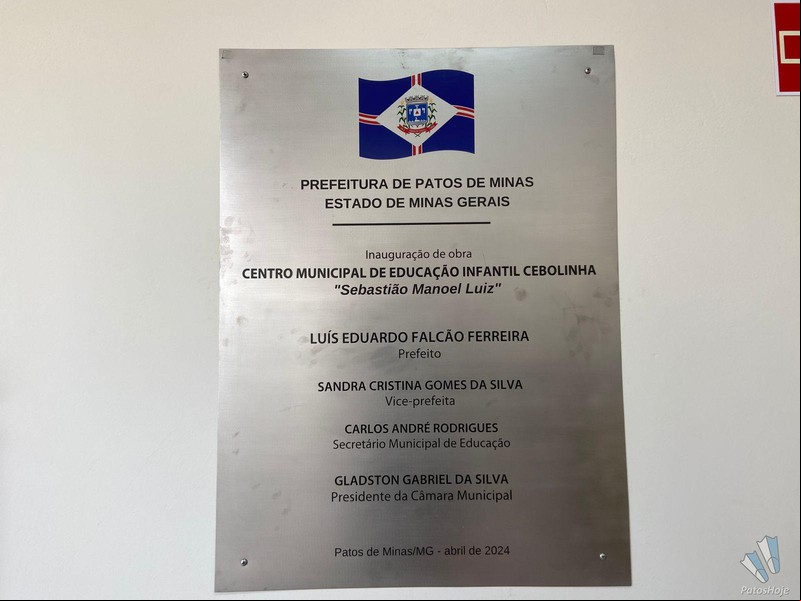 PREFEITURA DE PATOS DE MINAS
ESTADO DE MINAS GERAIS
Inauguração de obra
CENTRO MUNICIPAL DE EDUCAÇÃO INFANTIL CEBOLINHA
"Sebastião Manoel Luiz"
LUÍS EDUARDO FALCÃO FERREIRA
Prefeito
SANDRA CRISTINA GOMES DA SILVA
Vice-prefeita
CARLOS ANDRÉ RODRIGUES
Secretário Municipal de Educação
GLADSTON GABRIEL DA SILVA
Presidente da Câmara Municipal
Patos de Minas/MG - abril de 2024
PatosHoje